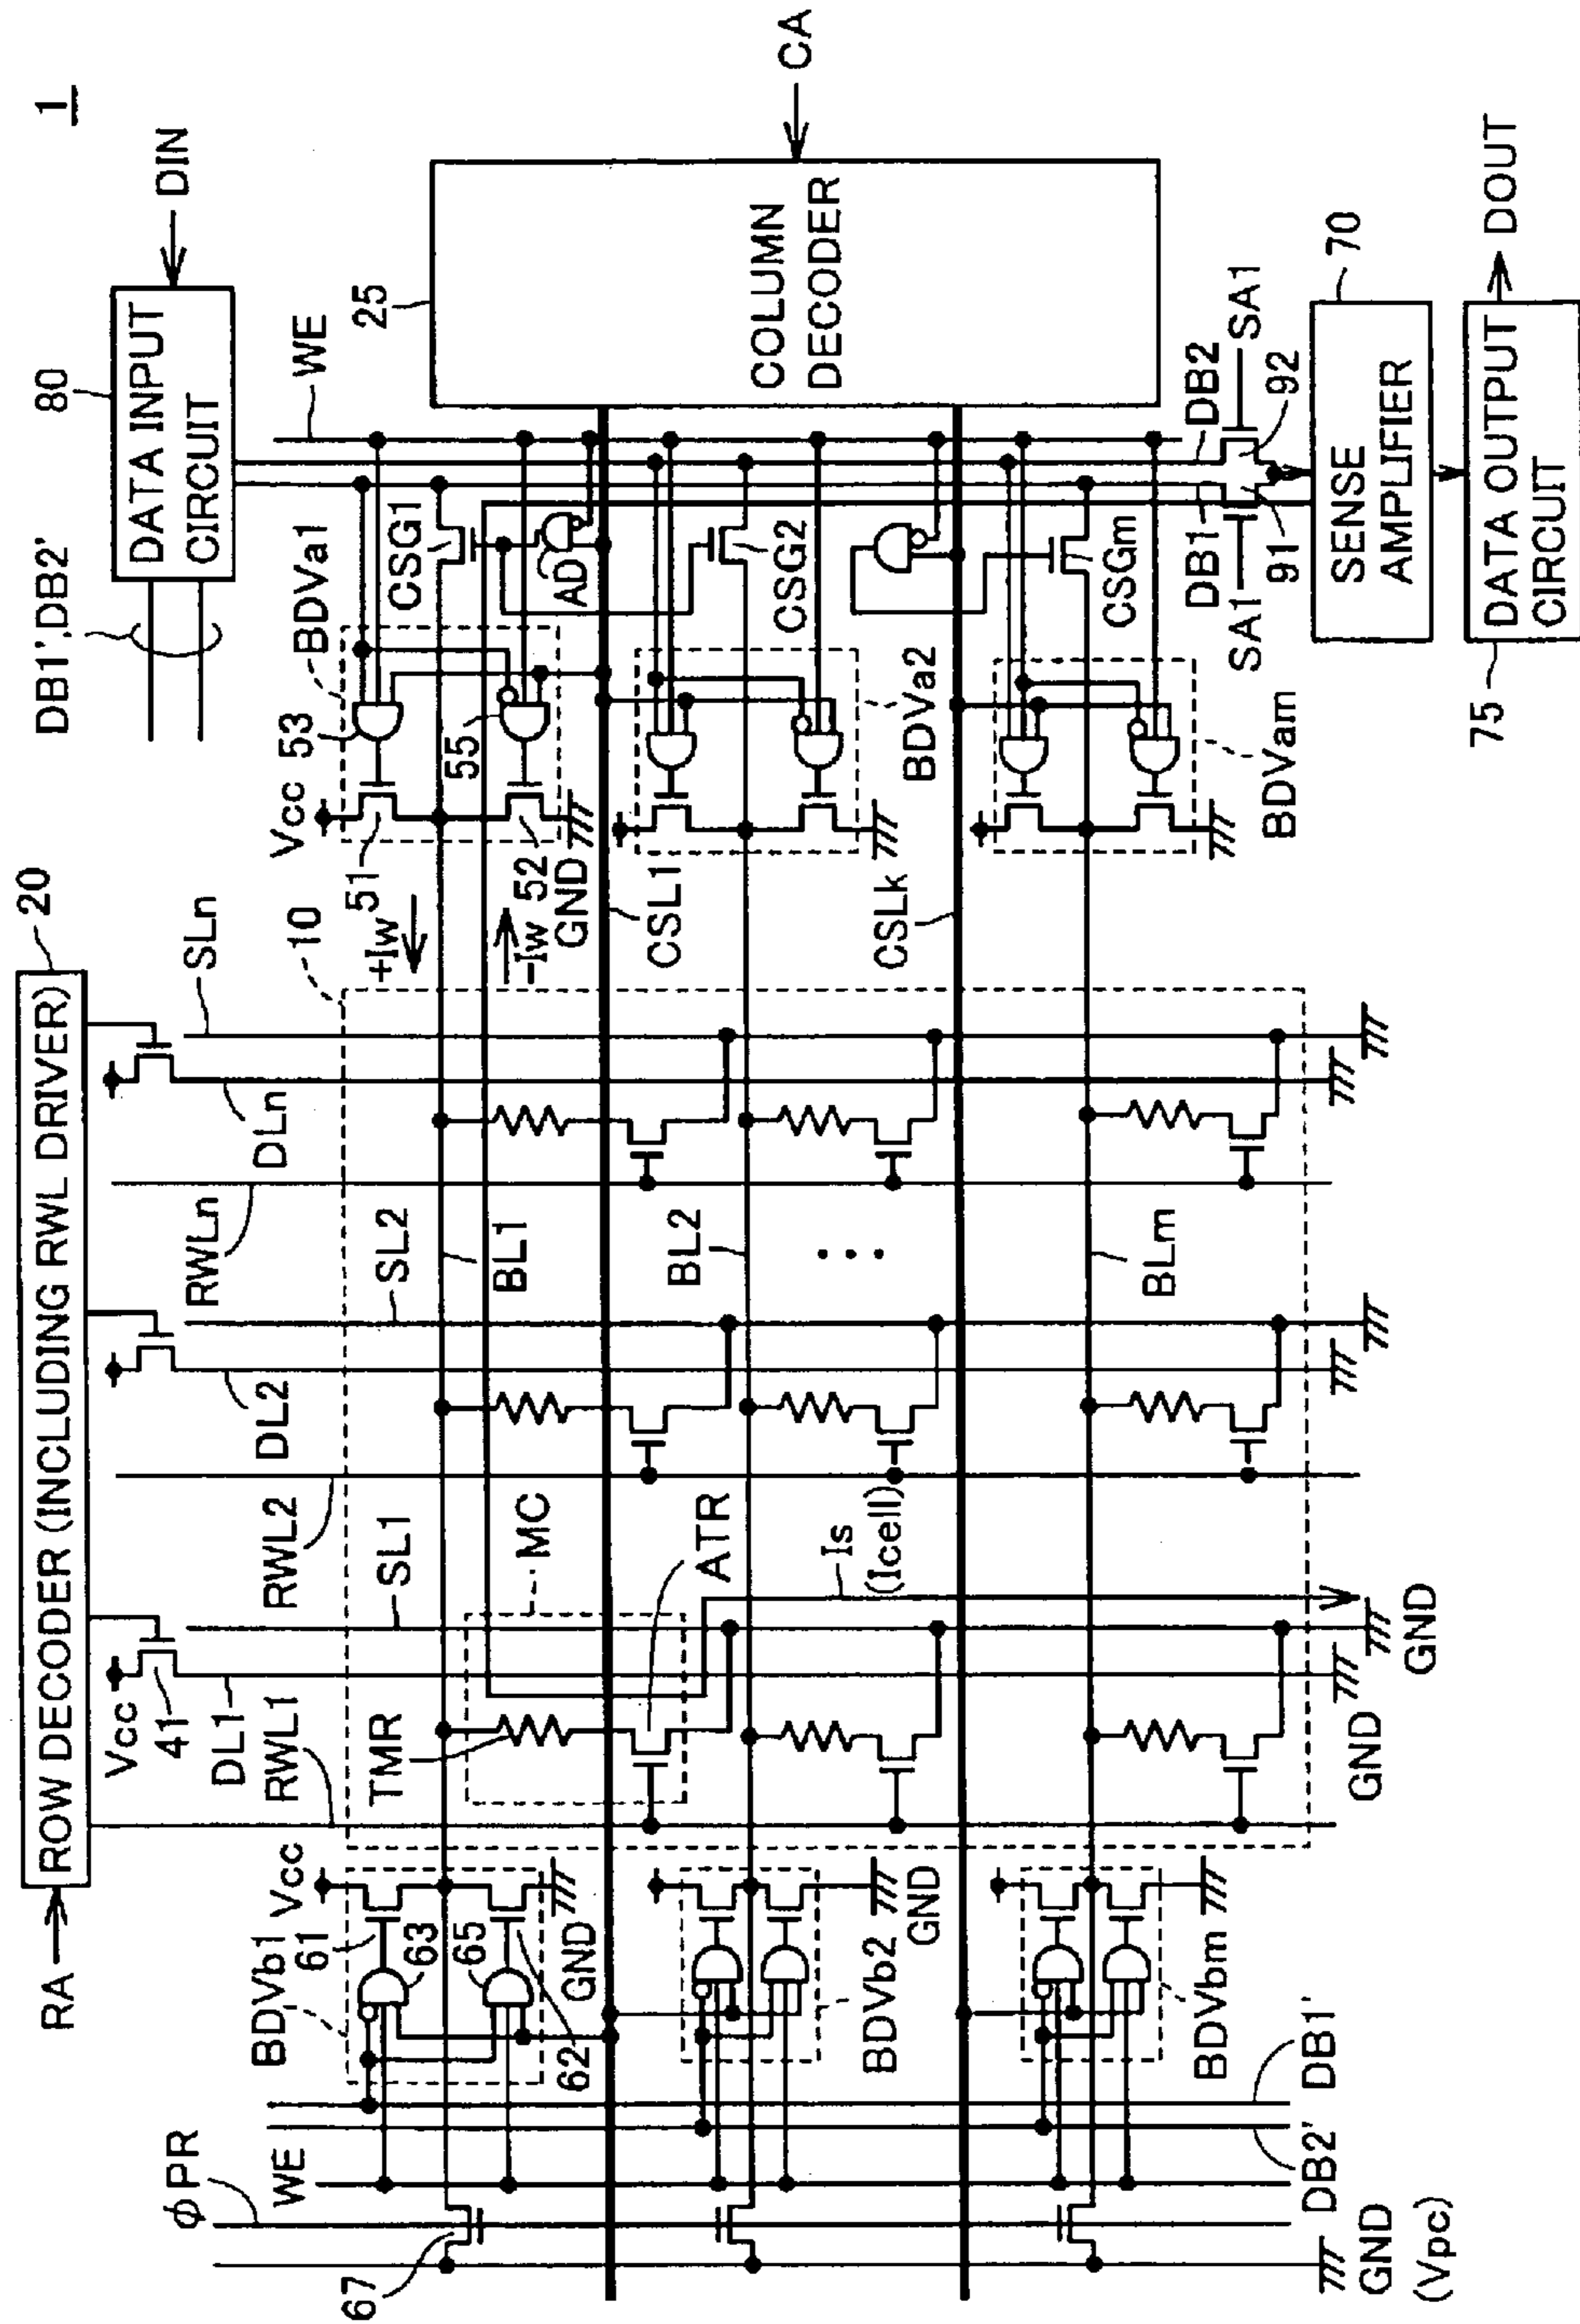 1
RA
ROW DECODER (INCLUDING RWL DRIVER)
20
DB1',DB2'
80
DATA INPUT
CIRCUIT
DIN
Vcc
41
DL1
RWL1
RWL2
DL2
RWLn
DLn
SLn
10
Vcc
53
BDVa1
WE
25
φPR
WE
BDVb1
Vcc
61
63
65
62
GND
67
TMR
SL1
MC
ATR
SL2
BL1
+Iw
-Iw
51
52
GND
55
CSG1
AD
COLUMN
DECODER
CA
CSL1
BL2
BDVa2
CSG2
BDVb2
GND
Is
(Icell)
CSLk
BLm
BDVam
CSGm
BDVbm
DB1'
DB2'
GND
(Vpc)
GND
GND
DB1
DB2
SA1
91
92
SA1
SENSE
AMPLIFIER
70
75
DATA OUTPUT
CIRCUIT
DOUT